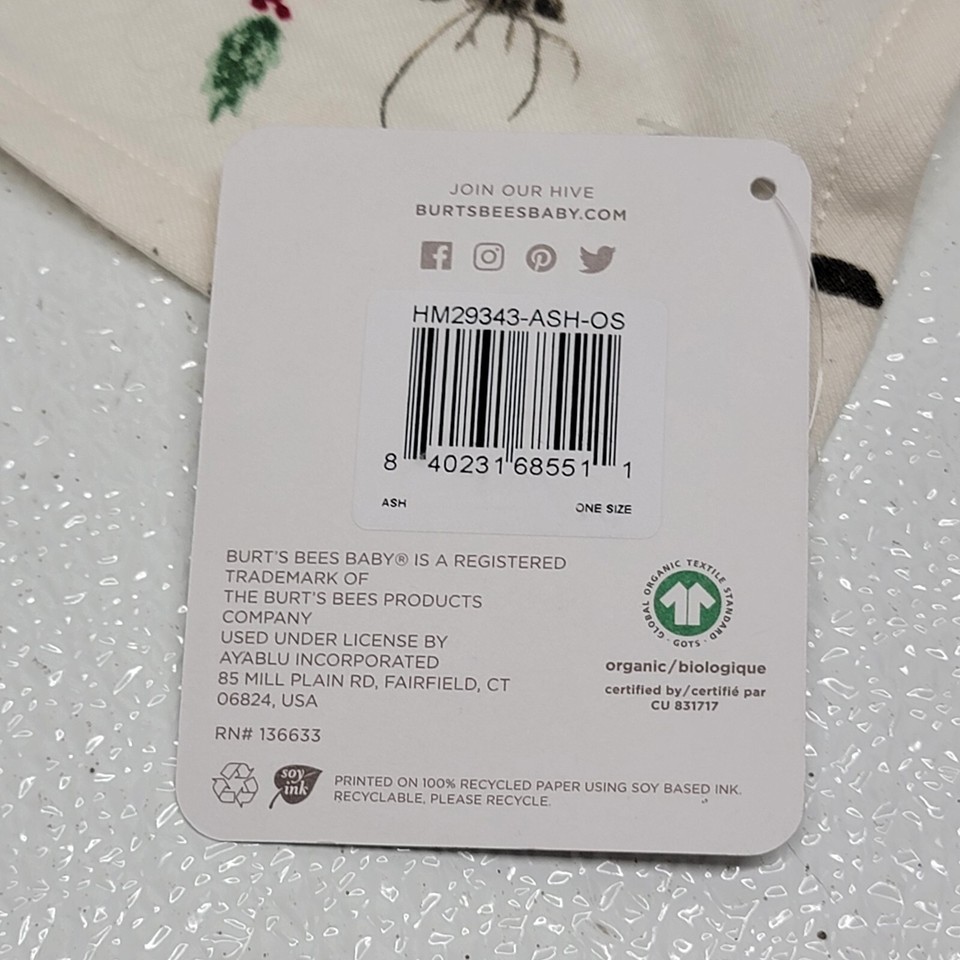 JOIN OUR HIVE
BURTSBEESBABY.COM
HM29343-ASH-OS
8 40231 68551 1
ASH ONE SIZE
BURT'S BEES BABY® IS A REGISTERED
TRADEMARK OF
THE BURT'S BEES PRODUCTS
COMPANY
USED UNDER LICENSE BY
AYABLU INCORPORATED
85 MILL PLAIN RD, FAIRFIELD, CT
06824, USA
RN# 136633
GLOBAL ORGANIC TEXTILE STANDARD · GOTS ·
organic/biologique
certified by/certifié par
CU 831717
soy
ink
PRINTED ON 100% RECYCLED PAPER USING SOY BASED INK.
RECYCLABLE, PLEASE RECYCLE.